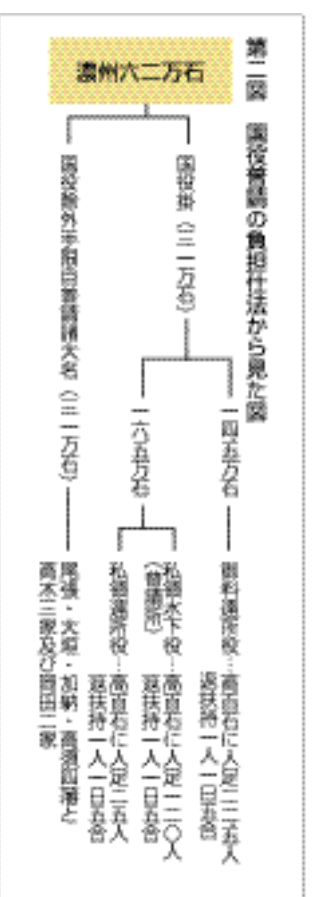 第二図　国役普請の負担仕法から見た図
濃州六二万石
国役掛（三一万石）
一四・五万石
御料遠所役…高百石に人足二二五人
返扶持一人一日五合
一六・五万石
私領水下役…高百石に人足一二〇人
（普請所）
返扶持一人一日五合
私領遠所役…高百石に人足二五人
返扶持一人一日五合
国役除外手限自普請諸大名（三一万石）
尾張・大垣・加納・高須四藩と
高木三家及び岡田二家